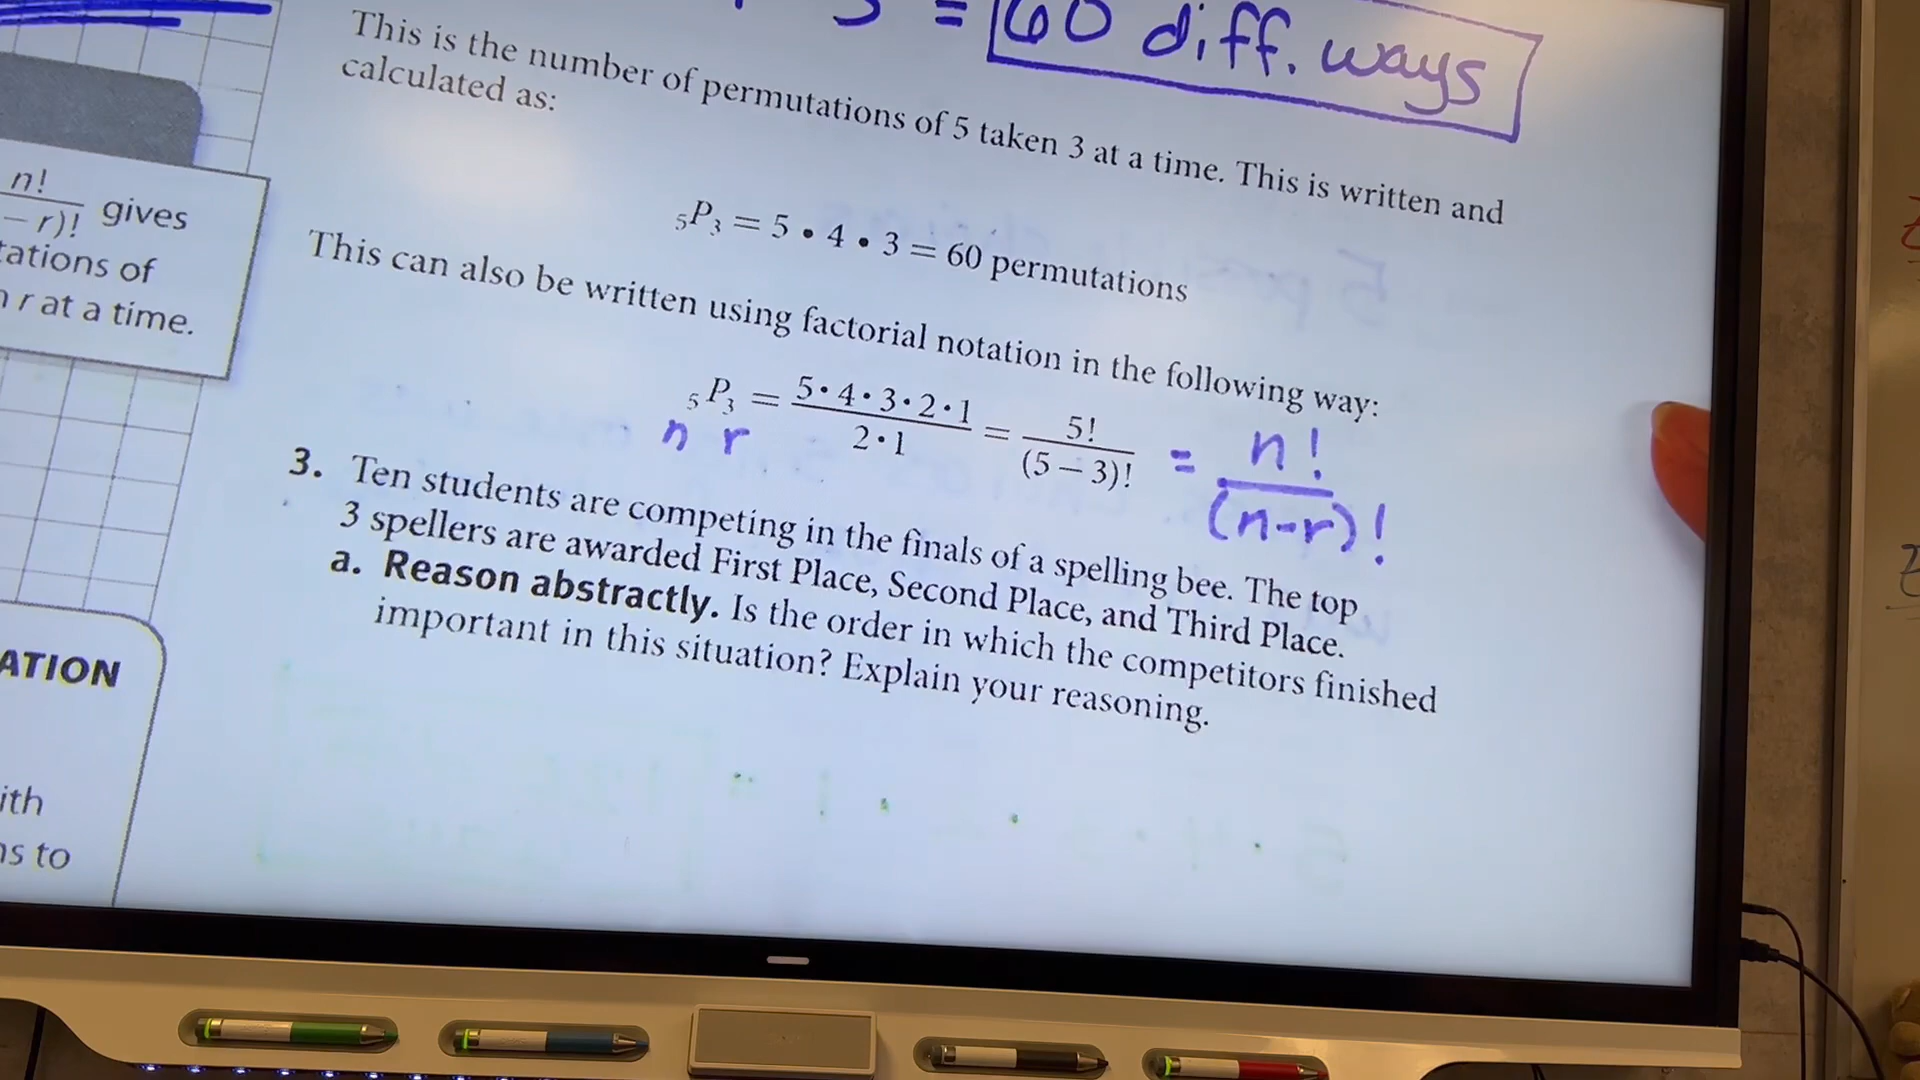 = 60 diff. ways
This is the number of permutations of 5 taken 3 at a time. This is written and
calculated as:
n!
− r)! gives
of
r at a time.
₅P₃ = 5 • 4 • 3 = 60 permutations
This can also be written using factorial notation in the following way:
₅P₃ = 5•4•3•2•1 / 2•1 = 5! / (5 − 3)! = n! / (n-r)!
n r
3. Ten students are competing in the finals of a spelling bee. The top
3 spellers are awarded First Place, Second Place, and Third Place.
a. Reason abstractly. Is the order in which the competitors finished
important in this situation? Explain your reasoning.
ATION
ith
to